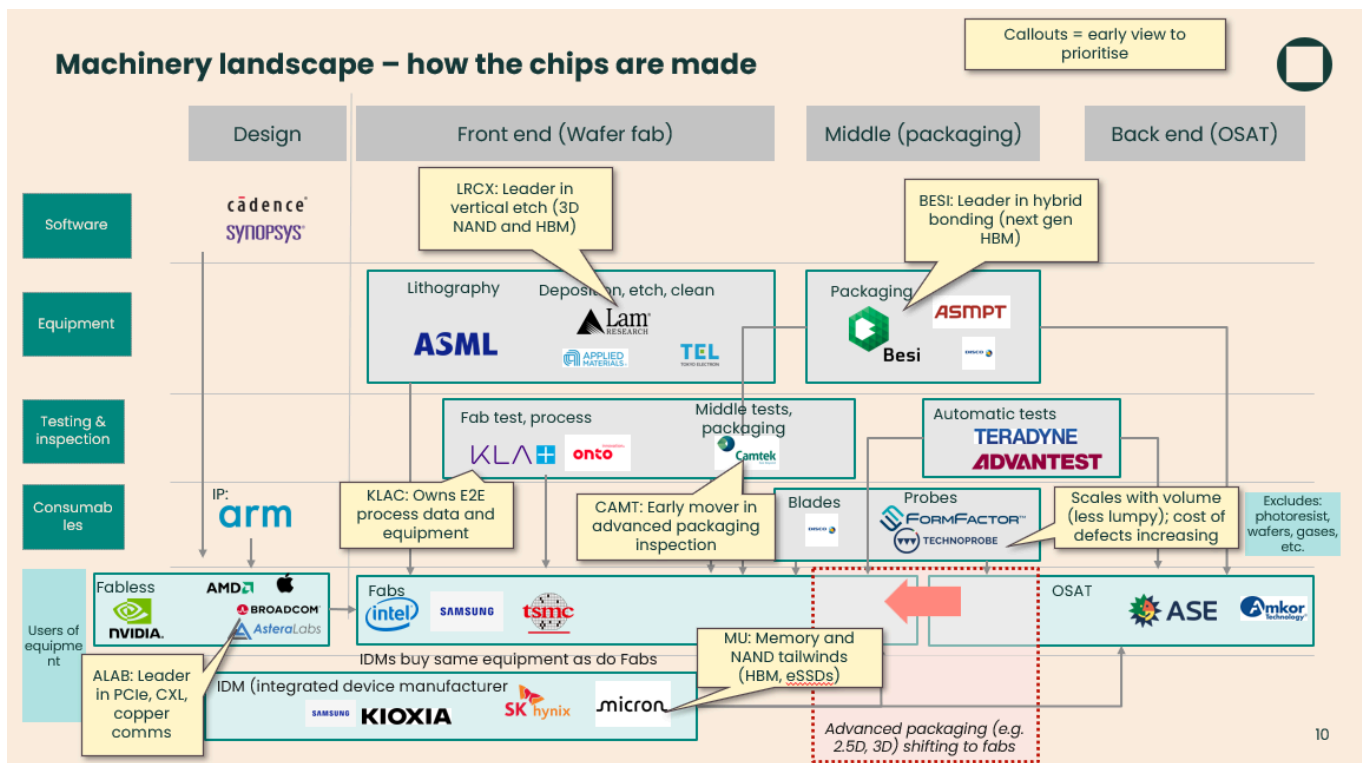 Callouts = early view to
prioritise
Machinery landscape – how the chips are made
Design
Front end (Wafer fab)
Middle (packaging)
Back end (OSAT)
LRCX: Leader in
vertical etch (3D
NAND and HBM)
BESI: Leader in hybrid
bonding (next gen
HBM)
Software
cādence®
SYNOPSYS®
Equipment
Lithography
ASML
Deposition, etch, clean
Lam
RESEARCH
APPLIED
MATERIALS
TEL
TOKYO ELECTRON
Packaging
Besi
ASMPT
DISCO
Testing &
inspection
Fab test, process
KLA
onto
Middle tests,
packaging
Camtek
Automatic tests
TERADYNE
ADVANTEST
Consumab
les
IP:
arm
KLAC: Owns E2E
process data and
equipment
CAMT: Early mover in
advanced packaging
inspection
Blades
DISCO
Probes
FORMFACTOR™
TECHNOPROBE
Scales with volume
(less lumpy); cost of
defects increasing
Excludes:
photoresist,
wafers, gases,
etc.
Users of
equipme
nt
Fabless
AMD
NVIDIA.
BROADCOM
AsteraLabs
Fabs
intel
SAMSUNG
tsmc
OSAT
ASE
Amkor
Technology®
ALAB: Leader
in PCIe, CXL,
copper
comms
IDMs buy same equipment as do Fabs
MU: Memory and
NAND tailwinds
(HBM, eSSDs)
IDM (integrated device manufacturer
SAMSUNG
KIOXIA
SK hynix
micron
Advanced packaging (e.g.
2.5D, 3D) shifting to fabs
10